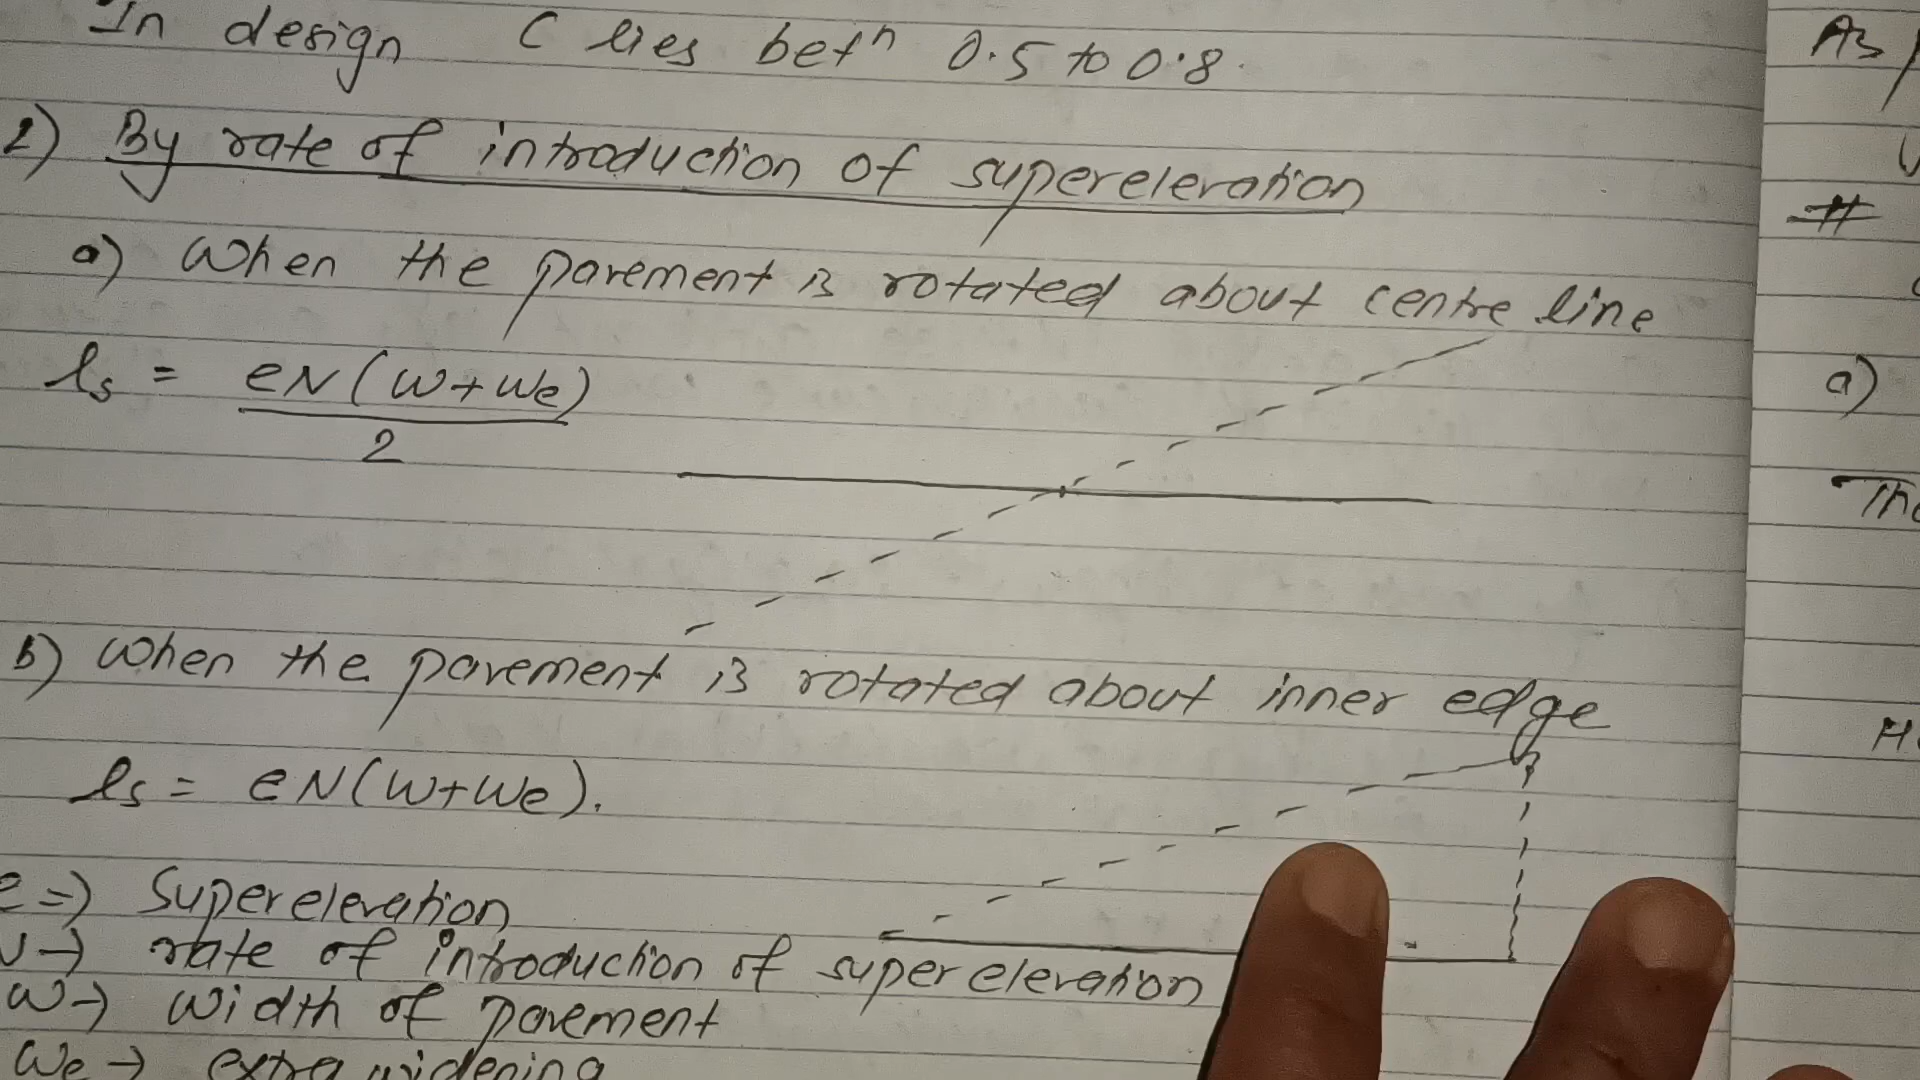 In design C lies betn 0.5 to 0.8.
2) By rate of introduction of superelevation
a) When the pavement is rotated about centre line
ls = eN(W+We)
2
b) When the pavement is rotated about inner edge
ls = eN(W+We).
e => Superelevation
N → rate of introduction of superelevation
W → Width of pavement
We → extra widening
As
#
a)